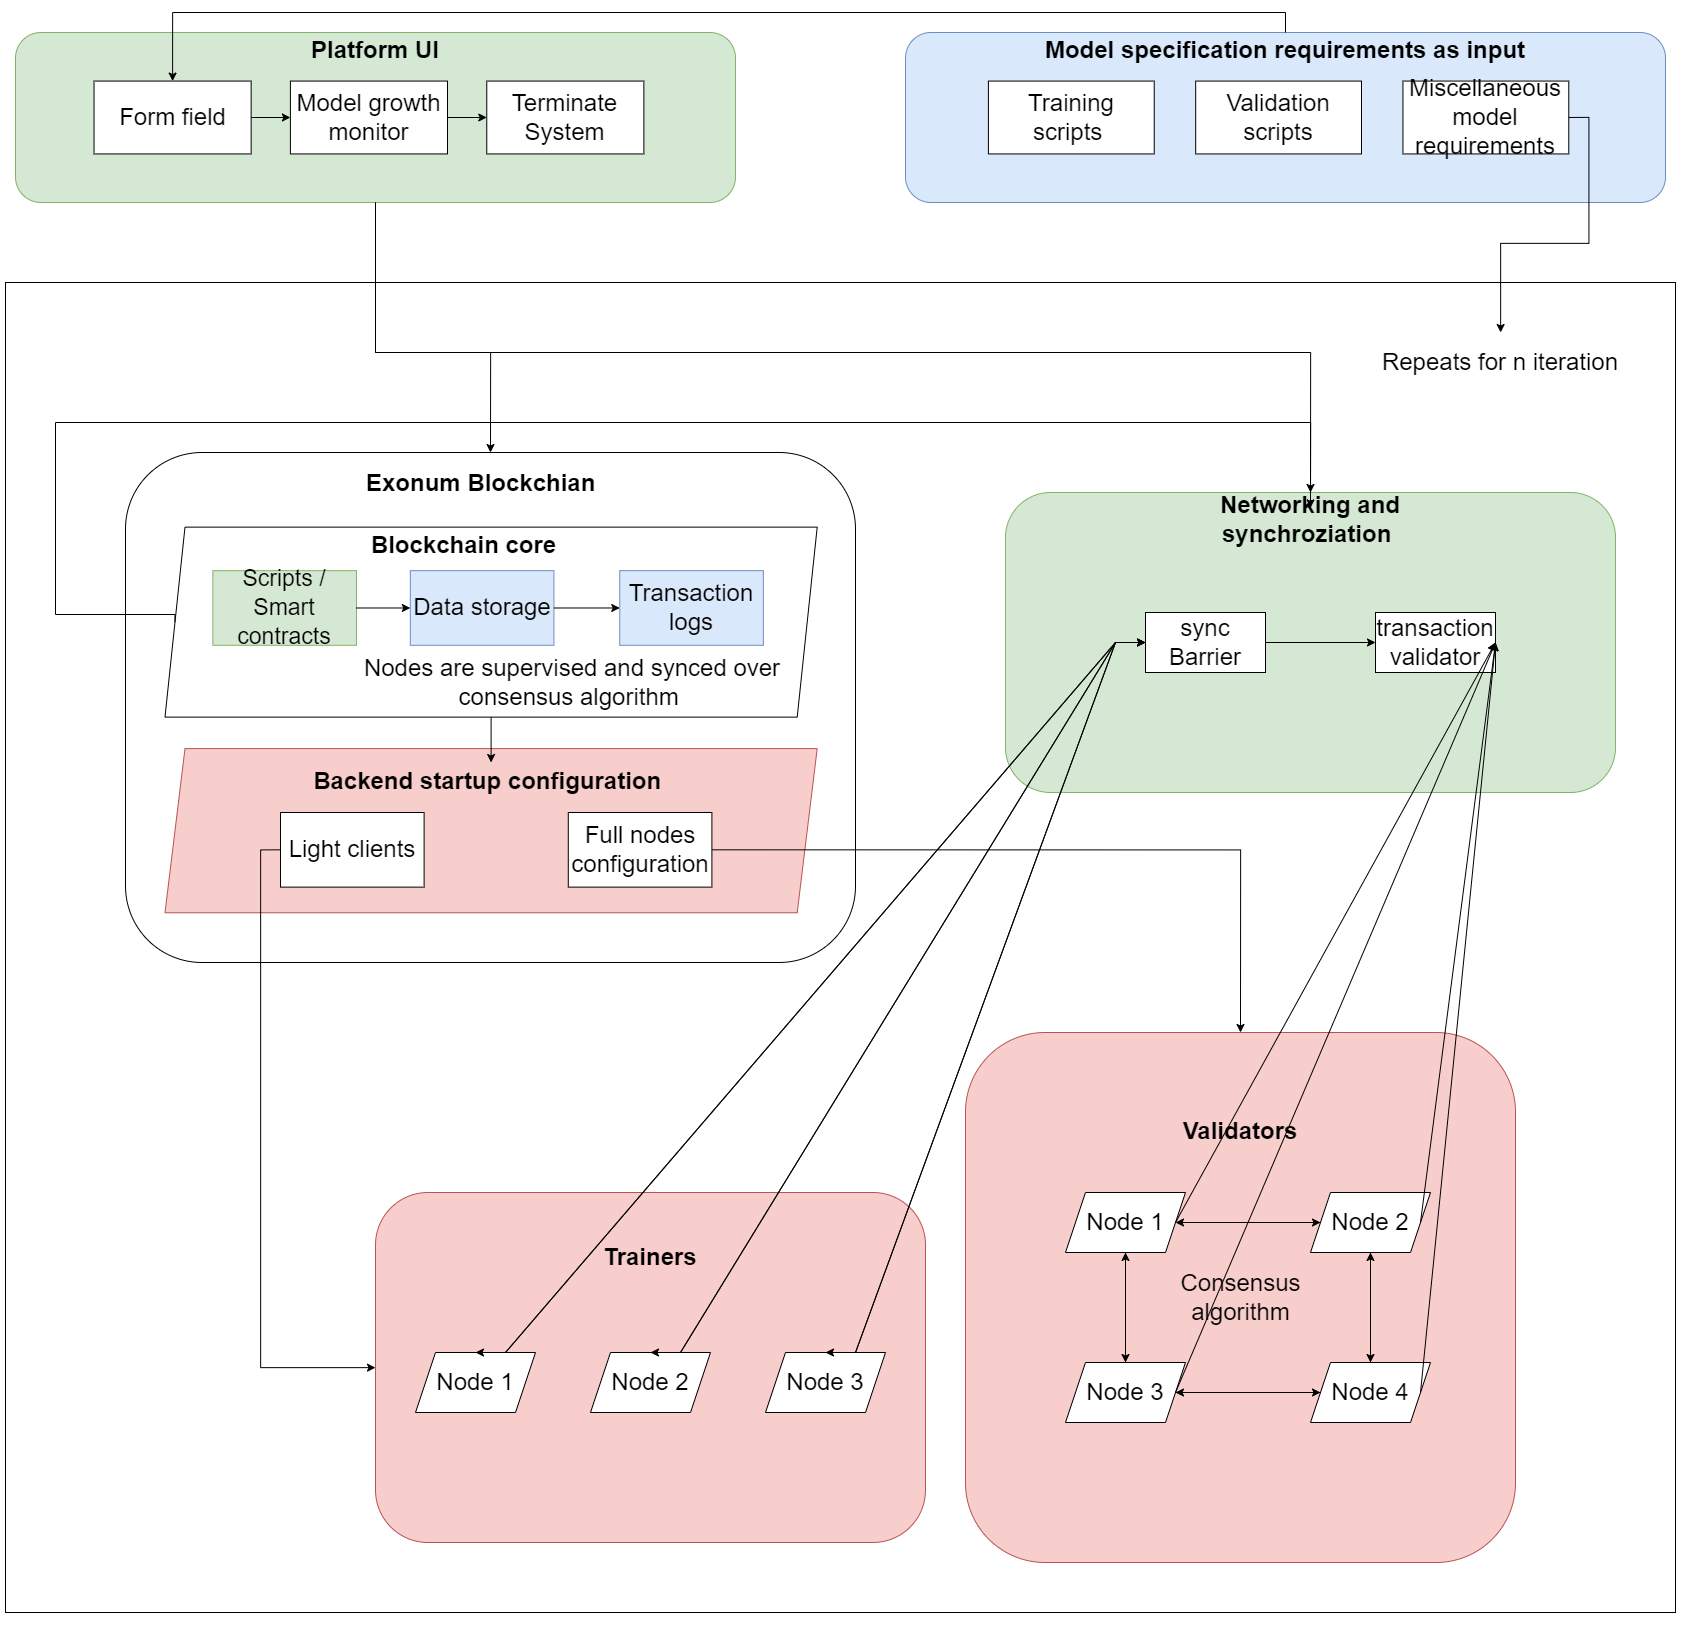 Platform UI
Form field
Model growth
monitor
Terminate
System
Model specification requirements as input
Training
scripts
Validation
scripts
Miscellaneous
model
requirements
Repeats for n iteration
Exonum Blockchian
Blockchain core
Scripts /
Smart
contracts
Data storage
Transaction
logs
Nodes are supervised and synced over
consensus algorithm
Backend startup configuration
Light clients
Full nodes
configuration
Networking and
synchroziation
sync
Barrier
transaction
validator
Trainers
Node 1
Node 2
Node 3
Validators
Node 1
Node 2
Consensus
algorithm
Node 3
Node 4